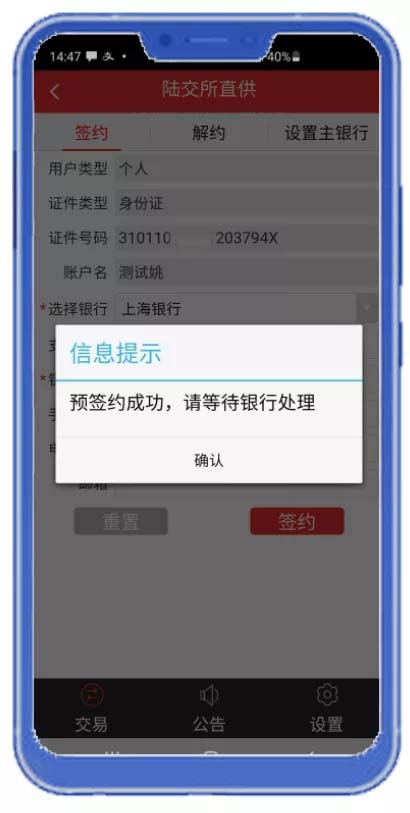 14:47
40%
陆交所直供
签约 解约 设置主银行
用户类型 个人
证件类型 身份证
证件号码 310110 203794X
账户名 测试姚
*选择银行 上海银行
信息提示
预签约成功，请等待银行处理
确认
邮箱
重置 签约
交易 公告 设置